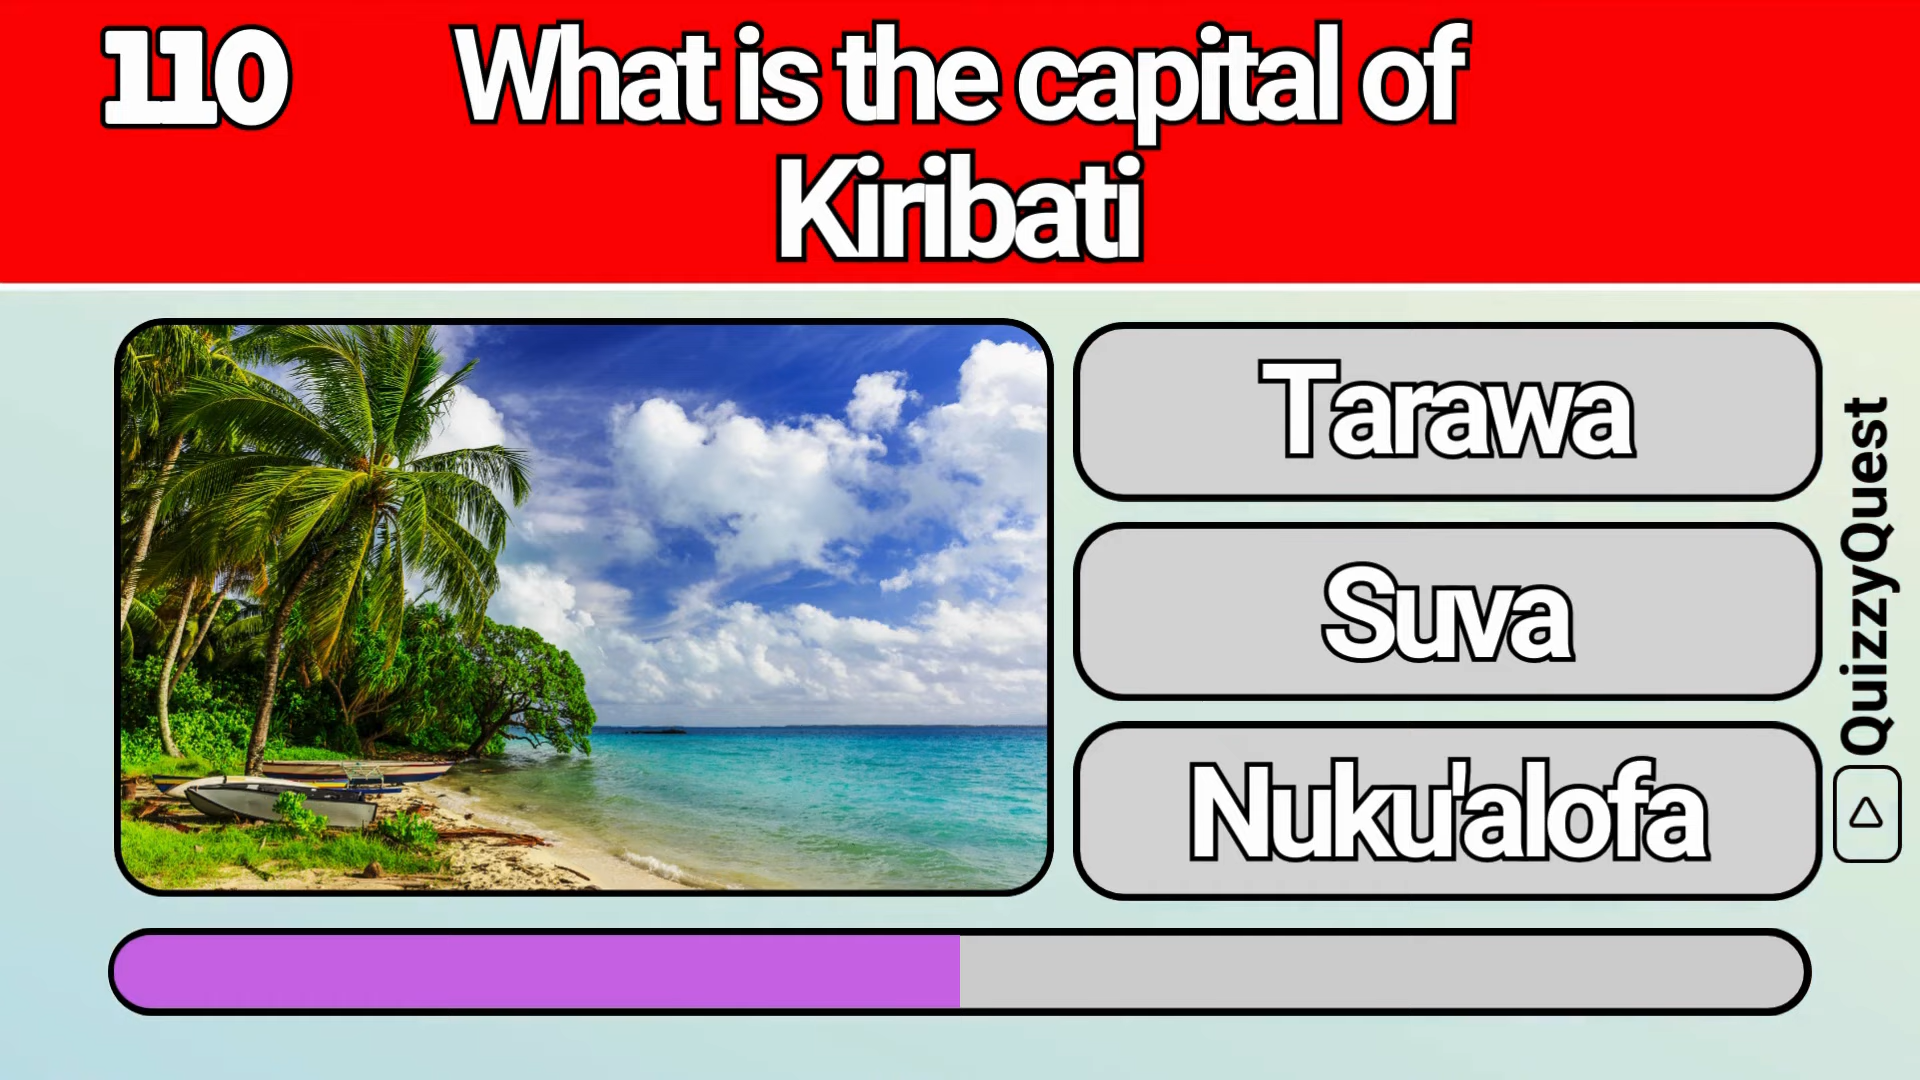 110
What is the capital of
Kiribati
Tarawa
Suva
Nuku'alofa
QuizzyQuest